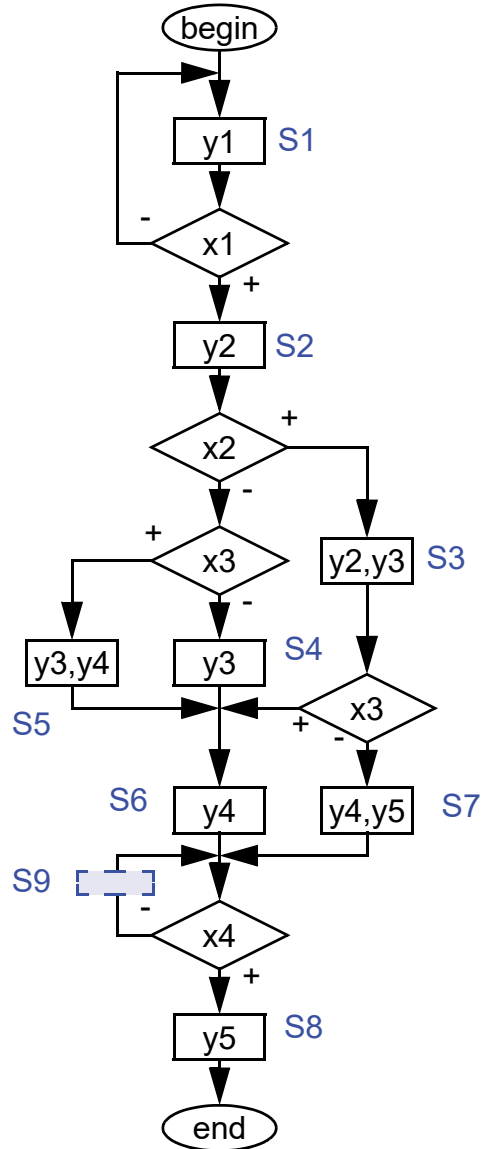 begin
y1 S1
-
x1
+
y2 S2
+
x2
-
+
x3
y2,y3 S3
-
y3,y4
y3 S4
x3
S5
+ -
S6 y4
y4,y5 S7
S9
-
x4
+
y5 S8
end